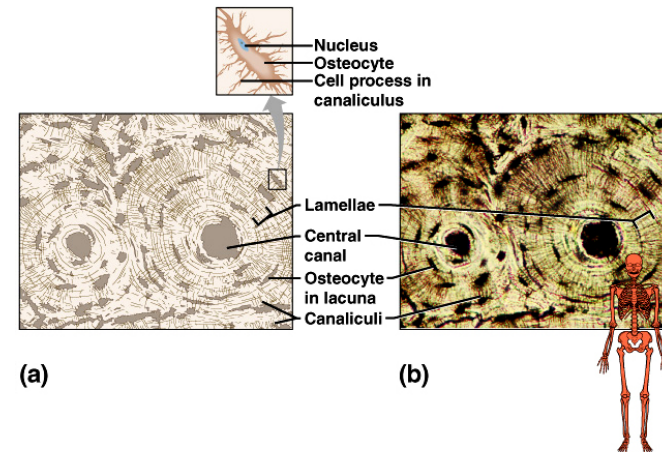 Nucleus
Osteocyte
Cell process in
canaliculus
Lamellae
Central
canal
Osteocyte
in lacuna
Canaliculi
(a)
(b)